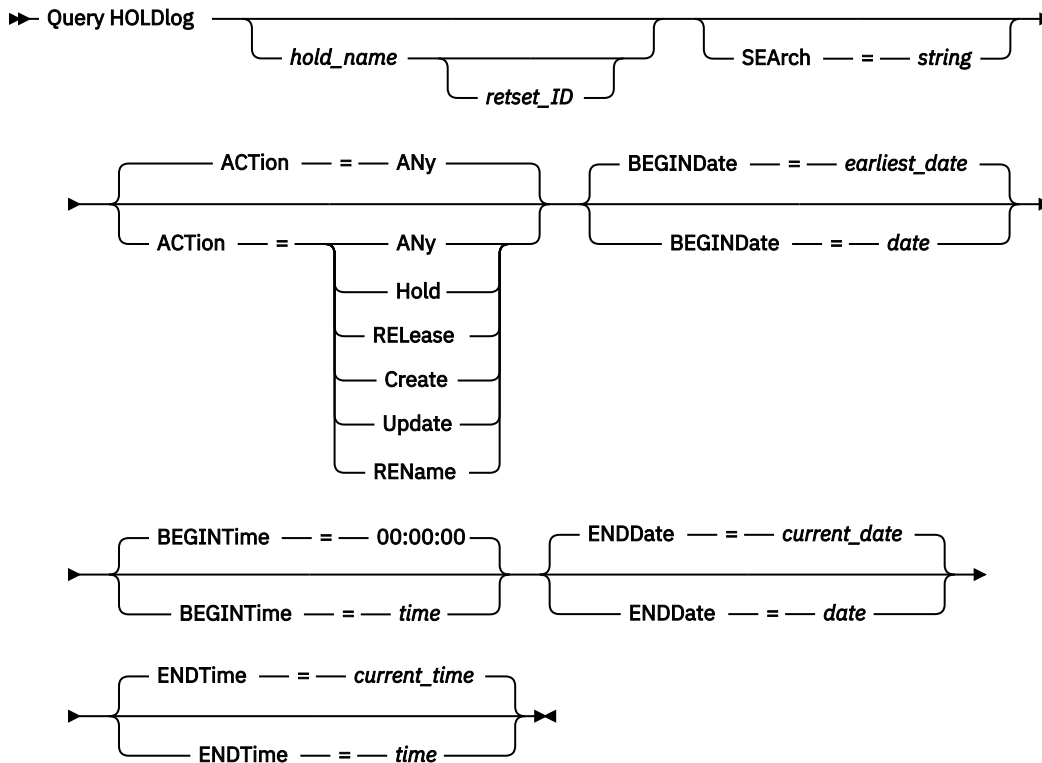 Query HOLDlog
hold_name
retset_ID
SEArch = string
ACTion = ANy
ACTion = ANy
Hold
RELease
Create
Update
REName
BEGINDate = earliest_date
BEGINDate = date
BEGINTime = 00:00:00
BEGINTime = time
ENDDate = current_date
ENDDate = date
ENDTime = current_time
ENDTime = time